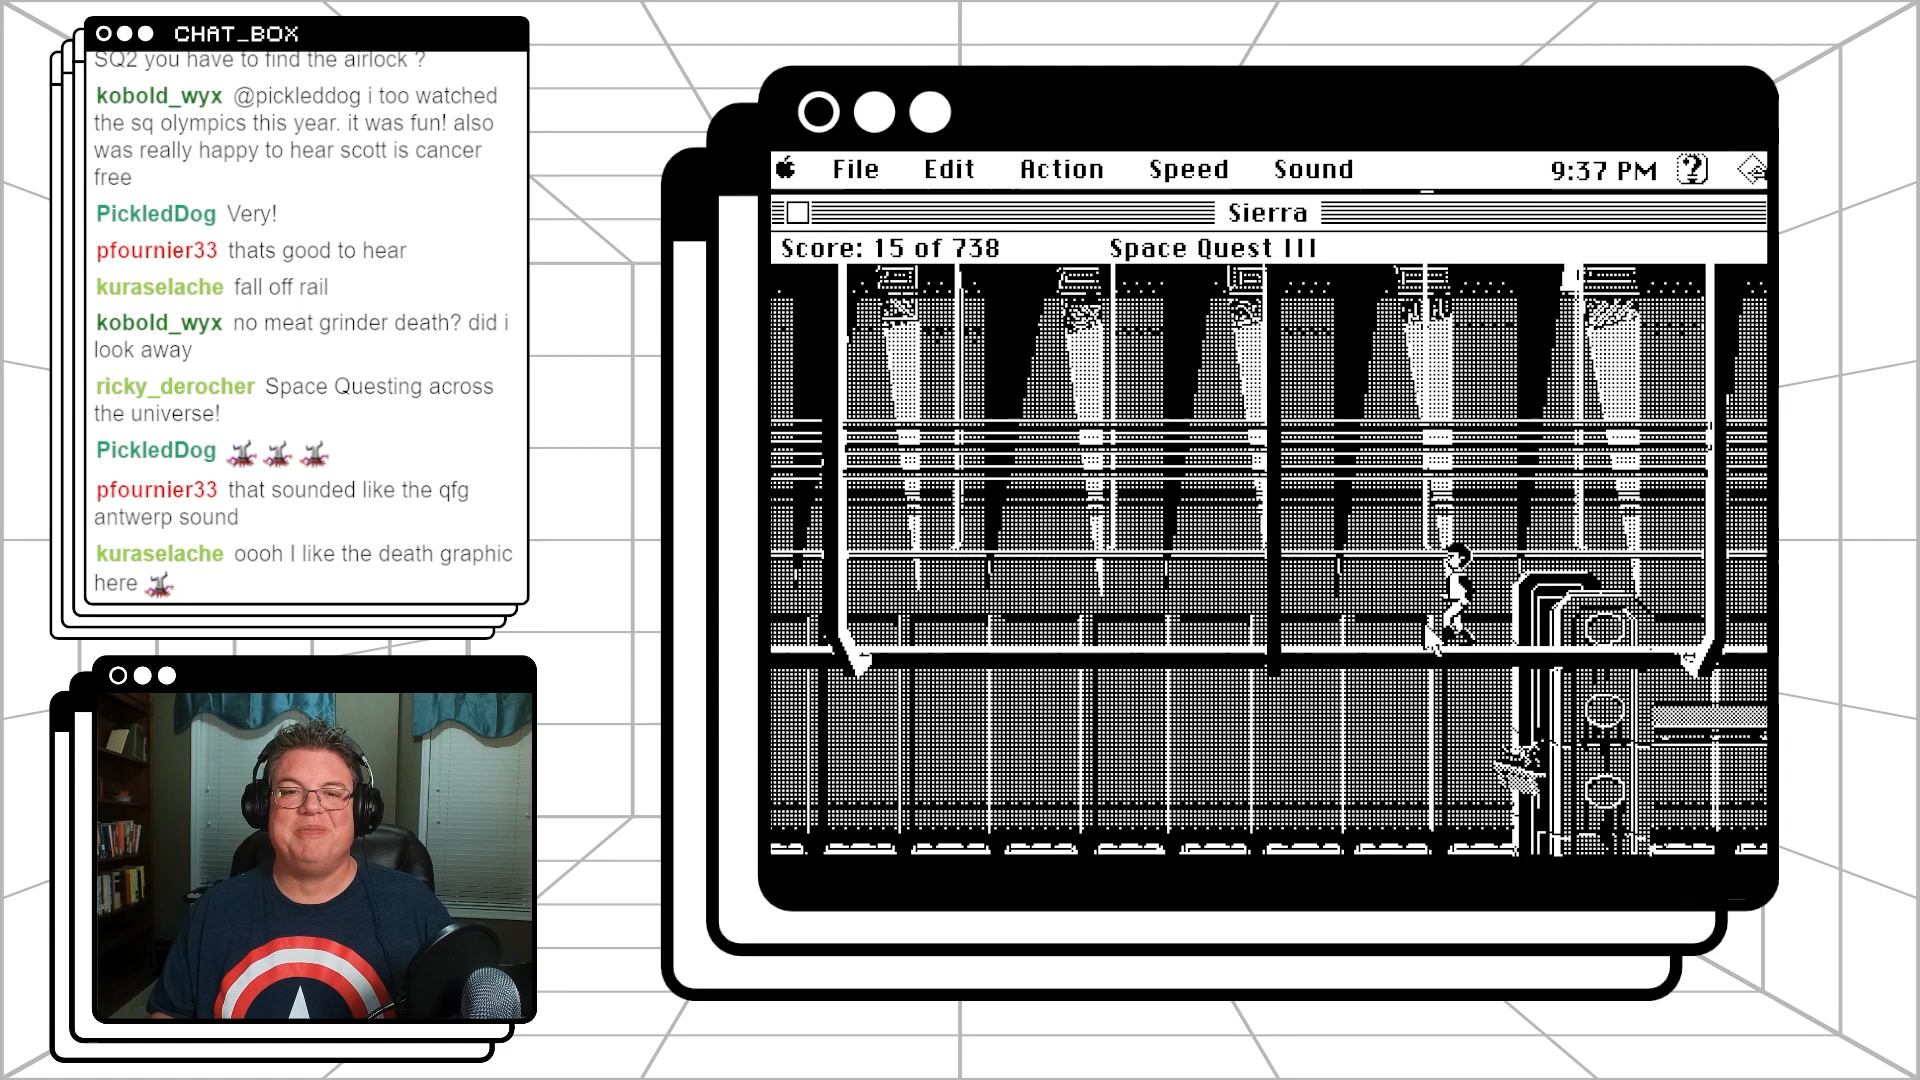 CHAT_BOX
SQ2 you have to find the airlock ?
kobold_wyx @pickleddog i too watched
the sq olympics this year. it was fun! also
was really happy to hear scott is cancer
free
PickledDog Very!
pfournier33 thats good to hear
kuraselache fall off rail
kobold_wyx no meat grinder death? did i
look away
ricky_derocher Space Questing across
the universe!
PickledDog
pfournier33 that sounded like the qfg
antwerp sound
kuraselache oooh I like the death graphic
here
File Edit Action Speed Sound 9:37 PM
Sierra
Score: 15 of 738 Space Quest III